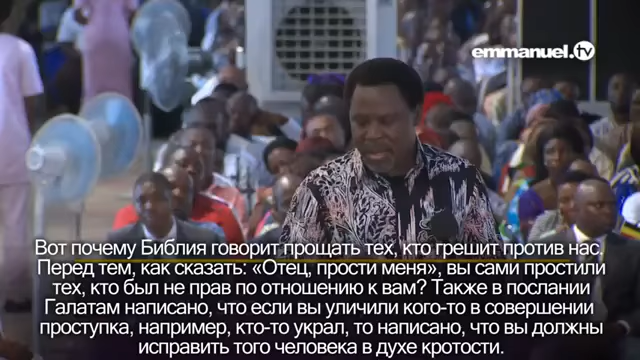 emmanuel.tv
Вот почему Библия говорит прощать тех, кто грешит против нас.
Перед тем, как сказать: «Отец, прости меня», вы сами простили
тех, кто был не прав по отношению к вам? Также в послании
Галатам написано, что если вы уличили кого-то в совершении
проступка, например, кто-то украл, то написано, что вы должны
исправить того человека в духе кротости.